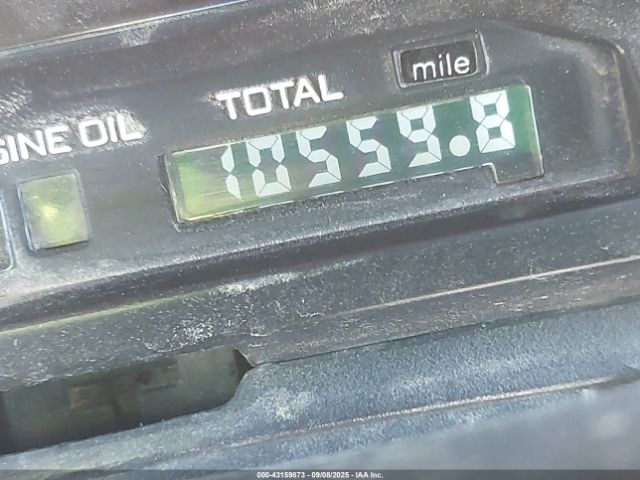 mile
TOTAL
GINE OIL
10559.8
000-43159873 | 09/08/2025 - IAA Inc.